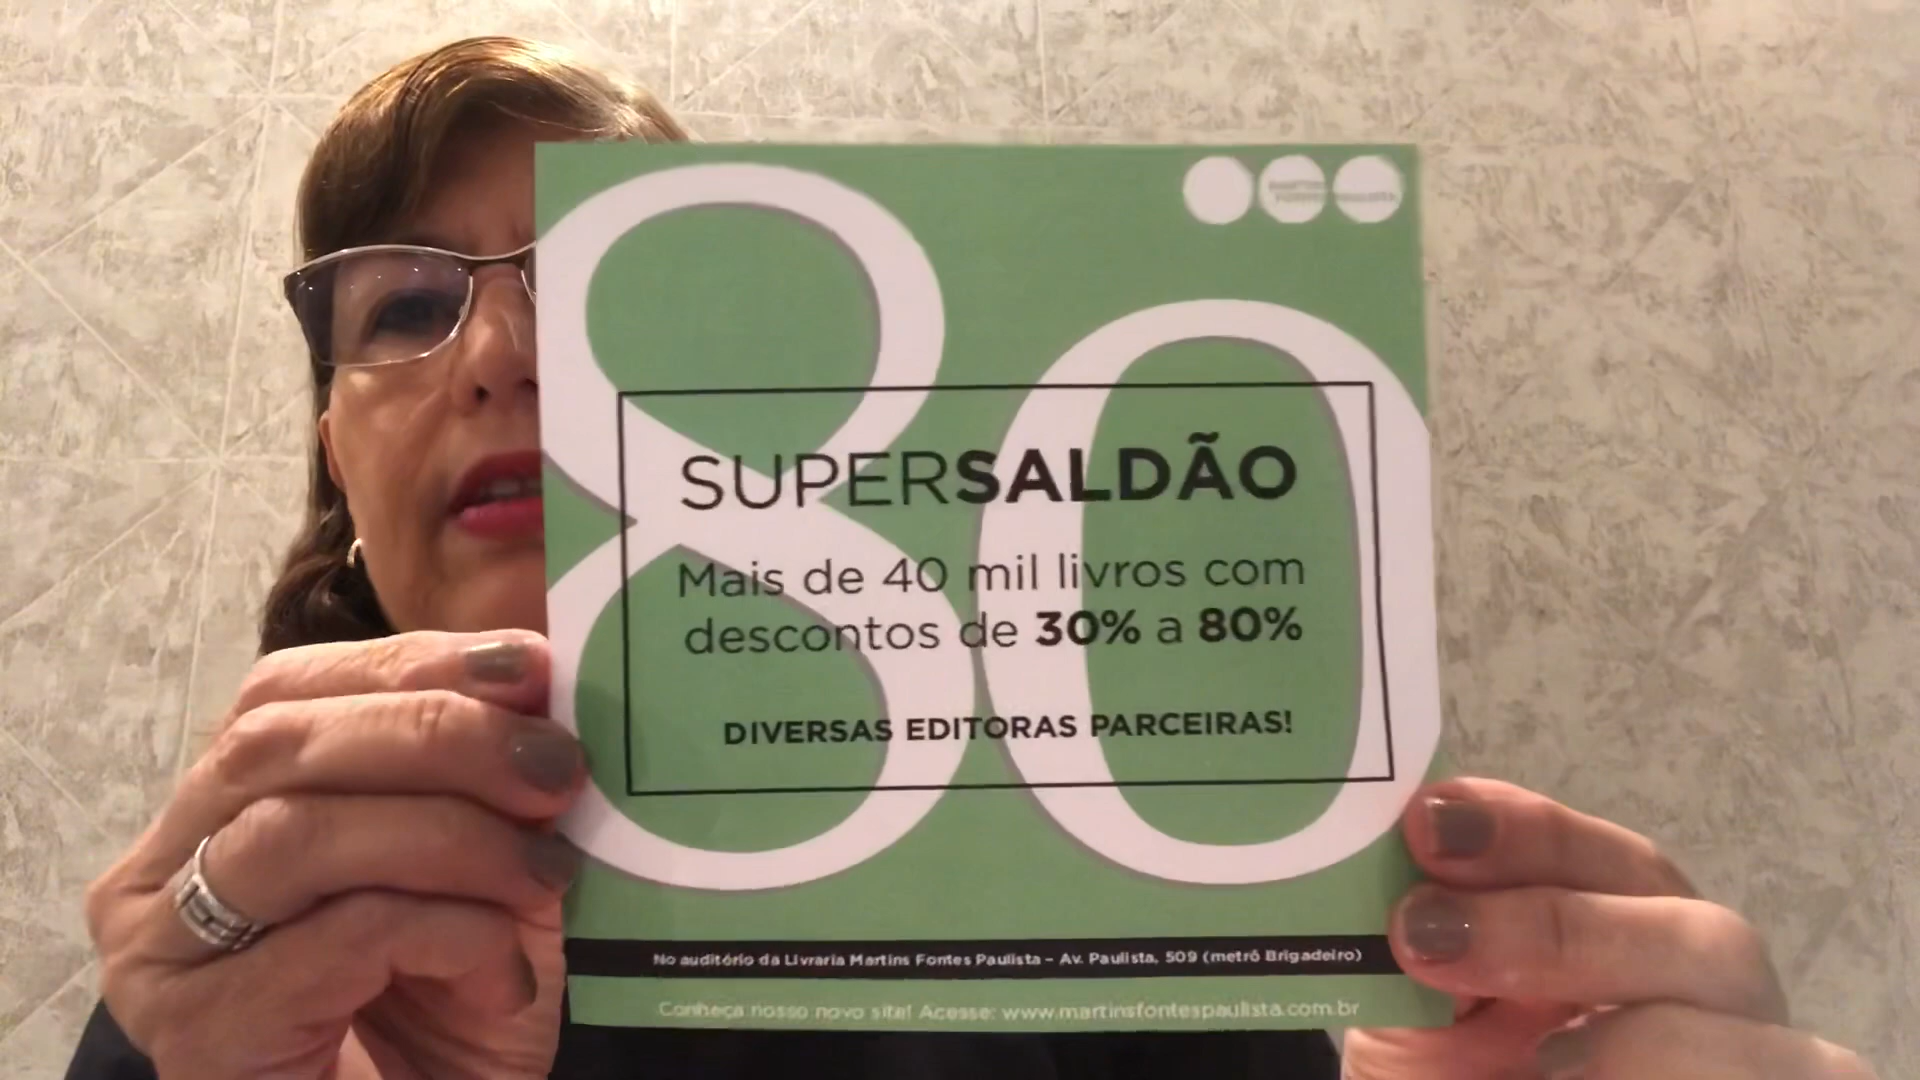 80
SUPERSALDÃO
Mais de 40 mil livros com
descontos de 30% a 80%
DIVERSAS EDITORAS PARCEIRAS!
No auditório da Livraria Martins Fontes Paulista – Av. Paulista, 509 (metrô Brigadeiro)
Conheça nosso novo site! Acesse: www.martinsfontespaulista.com.br